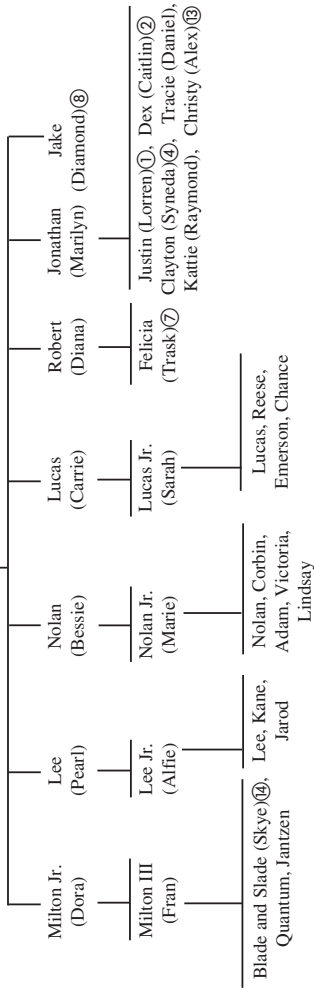 Milton Jr.
(Dora)
Lee
(Pearl)
Nolan
(Bessie)
Lucas
(Carrie)
Robert
(Diana)
Jonathan
(Marilyn)
Jake
(Diamond)⑧
Milton III
(Fran)
Lee Jr.
(Alfie)
Nolan Jr.
(Marie)
Lucas Jr.
(Sarah)
Felicia
(Trask)⑦
Justin (Lorren)①, Dex (Caitlin)②
Clayton (Syneda)④, Tracie (Daniel),
Kattie (Raymond), Christy (Alex)⑬
Blade and Slade (Skye)⑭,
Quantum, Jantzen
Lee, Kane,
Jarod
Nolan, Corbin,
Adam, Victoria,
Lindsay
Lucas, Reese,
Emerson, Chance